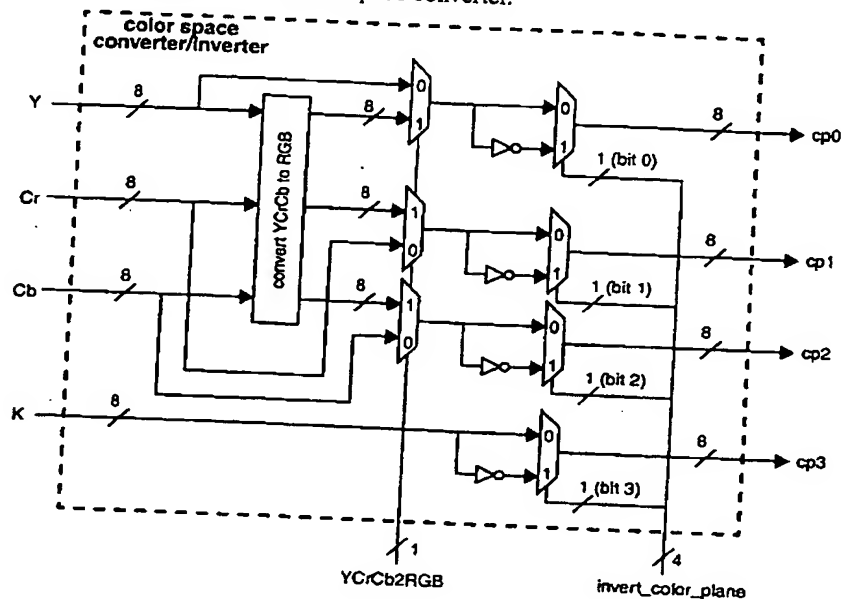 converter.
color space
converter/inverter
Y
8
0
8
1
0
1
8
cp0
1 (bit 0)
Cr
8
convert YCrCb to RGB
8
1
0
0
1
8
cp1
1 (bit 1)
Cb
8
8
1
0
0
1
8
cp2
1 (bit 2)
K
8
0
1
8
cp3
1 (bit 3)
1
YCrCb2RGB
4
invert_color_plane